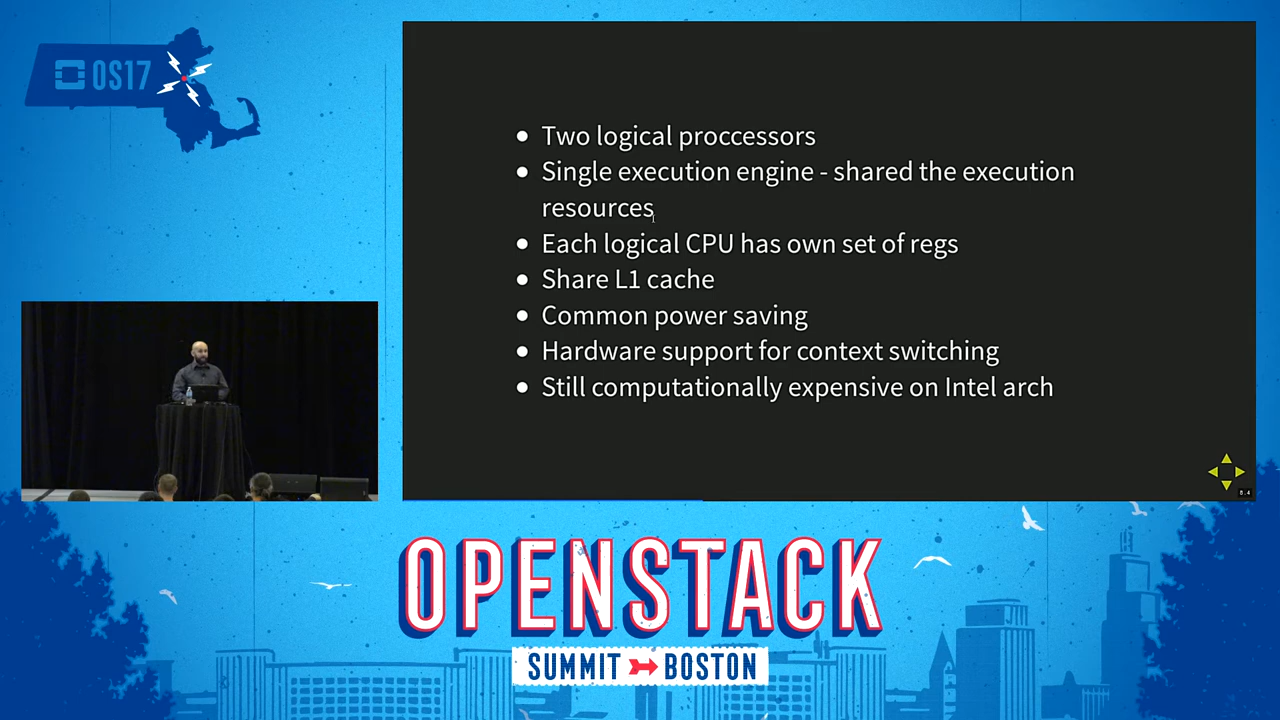 OS17
Two logical proccessors
Single execution engine - shared the execution
resources
Each logical CPU has own set of regs
Share L1 cache
Common power saving
Hardware support for context switching
Still computationally expensive on Intel arch
OPENSTACK
SUMMIT BOSTON